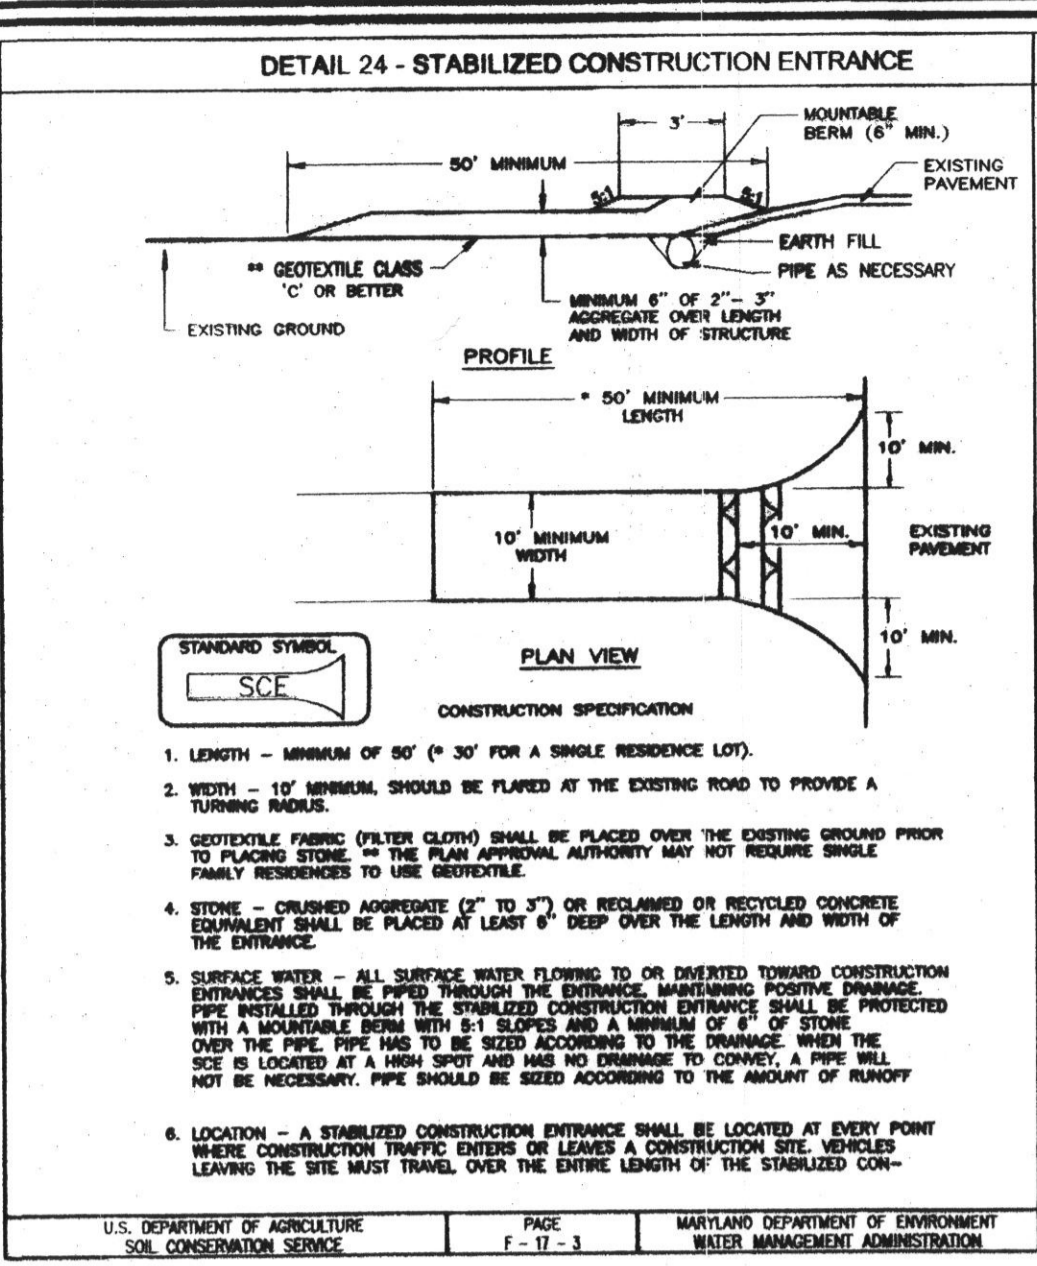 DETAIL 24 - STABILIZED CONSTRUCTION ENTRANCE
3'
MOUNTABLE
BERM (6" MIN.)
50' MINIMUM
EXISTING
PAVEMENT
5:1
5:1
EARTH FILL
** GEOTEXTILE CLASS
'C' OR BETTER
PIPE AS NECESSARY
MINIMUM 6" OF 2"- 3"
AGGREGATE OVER LENGTH
AND WIDTH OF STRUCTURE
EXISTING GROUND
PROFILE
* 50' MINIMUM
LENGTH
10' MIN.
10' MINIMUM
WIDTH
10' MIN.
EXISTING
PAVEMENT
10' MIN.
STANDARD SYMBOL
SCE
PLAN VIEW
CONSTRUCTION SPECIFICATION
1. LENGTH - MINIMUM OF 50' (* 30' FOR A SINGLE RESIDENCE LOT).
2. WIDTH - 10' MINIMUM, SHOULD BE FLARED AT THE EXISTING ROAD TO PROVIDE A
TURNING RADIUS.
3. GEOTEXTILE FABRIC (FILTER CLOTH) SHALL BE PLACED OVER THE EXISTING GROUND PRIOR
TO PLACING STONE. ** THE PLAN APPROVAL AUTHORITY MAY NOT REQUIRE SINGLE
FAMILY RESIDENCES TO USE GEOTEXTILE.
4. STONE - CRUSHED AGGREGATE (2" TO 3") OR RECLAIMED OR RECYCLED CONCRETE
EQUIVALENT SHALL BE PLACED AT LEAST 6" DEEP OVER THE LENGTH AND WIDTH OF
THE ENTRANCE.
5. SURFACE WATER - ALL SURFACE WATER FLOWING TO OR DIVERTED TOWARD CONSTRUCTION
ENTRANCES SHALL BE PIPED THROUGH THE ENTRANCE, MAINTAINING POSITIVE DRAINAGE.
PIPE INSTALLED THROUGH THE STABILIZED CONSTRUCTION ENTRANCE SHALL BE PROTECTED
WITH A MOUNTABLE BERM WITH 5:1 SLOPES AND A MINIMUM OF 6" OF STONE
OVER THE PIPE. PIPE HAS TO BE SIZED ACCORDING TO THE DRAINAGE. WHEN THE
SCE IS LOCATED AT A HIGH SPOT AND HAS NO DRAINAGE TO CONVEY, A PIPE WILL
NOT BE NECESSARY. PIPE SHOULD BE SIZED ACCORDING TO THE AMOUNT OF RUNOFF
6. LOCATION - A STABILIZED CONSTRUCTION ENTRANCE SHALL BE LOCATED AT EVERY POINT
WHERE CONSTRUCTION TRAFFIC ENTERS OR LEAVES A CONSTRUCTION SITE. VEHICLES
LEAVING THE SITE MUST TRAVEL OVER THE ENTIRE LENGTH OF THE STABILIZED CON-
U.S. DEPARTMENT OF AGRICULTURE
SOIL CONSERVATION SERVICE
PAGE
F - 17 - 3
MARYLAND DEPARTMENT OF ENVIRONMENT
WATER MANAGEMENT ADMINISTRATION